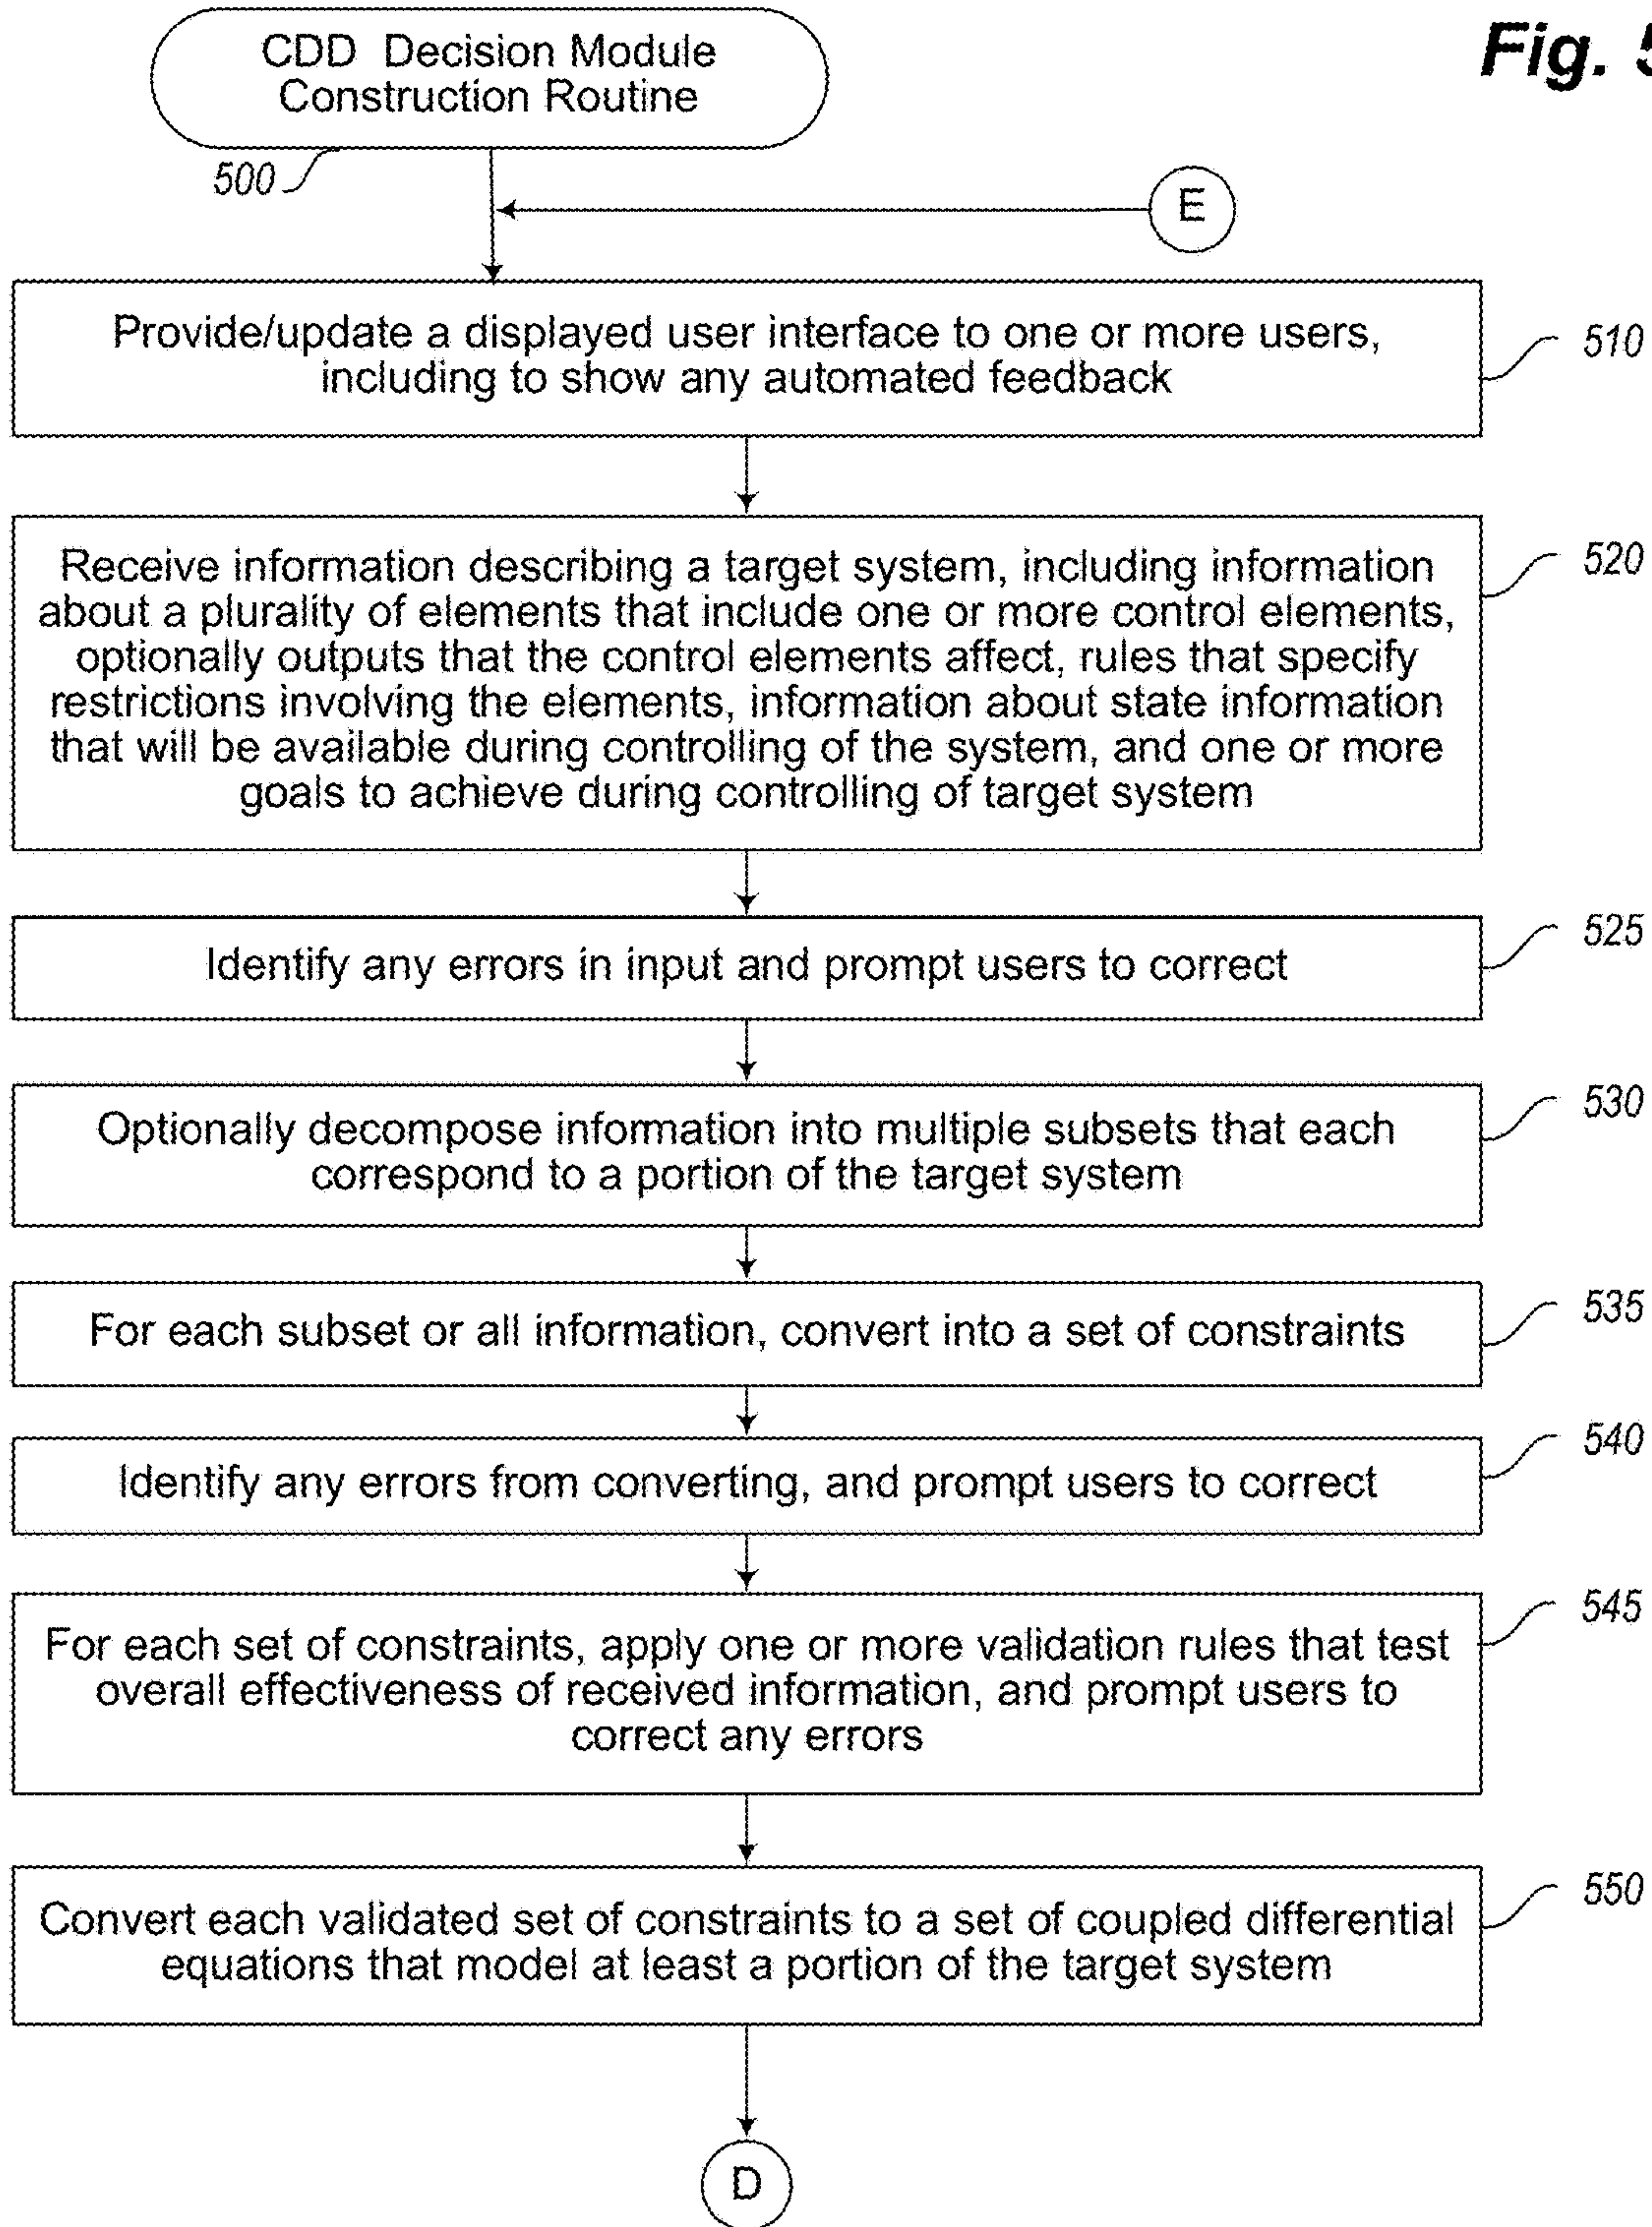 Fig. 5
CDD Decision Module
Construction Routine
500
E
Provide/update a displayed user interface to one or more users,
including to show any automated feedback
510
Receive information describing a target system, including information
about a plurality of elements that include one or more control elements,
optionally outputs that the control elements affect, rules that specify
restrictions involving the elements, information about state information
that will be available during controlling of the system, and one or more
goals to achieve during controlling of target system
520
Identify any errors in input and prompt users to correct
525
Optionally decompose information into multiple subsets that each
correspond to a portion of the target system
530
For each subset or all information, convert into a set of constraints
535
Identify any errors from converting, and prompt users to correct
540
For each set of constraints, apply one or more validation rules that test
overall effectiveness of received information, and prompt users to
correct any errors
545
Convert each validated set of constraints to a set of coupled differential
equations that model at least a portion of the target system
550
D